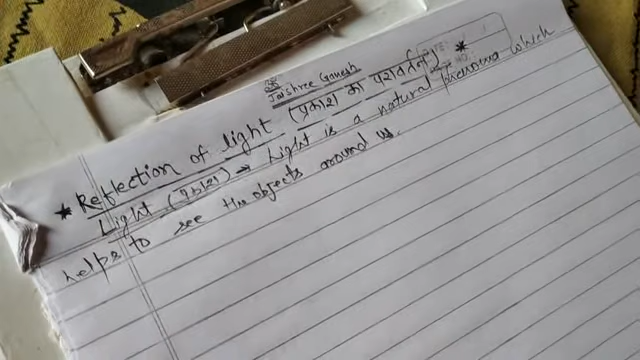 Jaishree Ganesh
* Reflection of light (प्रकाश का परावर्तन) *
Light (प्रकाश) → Light is a natural phenomena which
helps to see the objects around us.